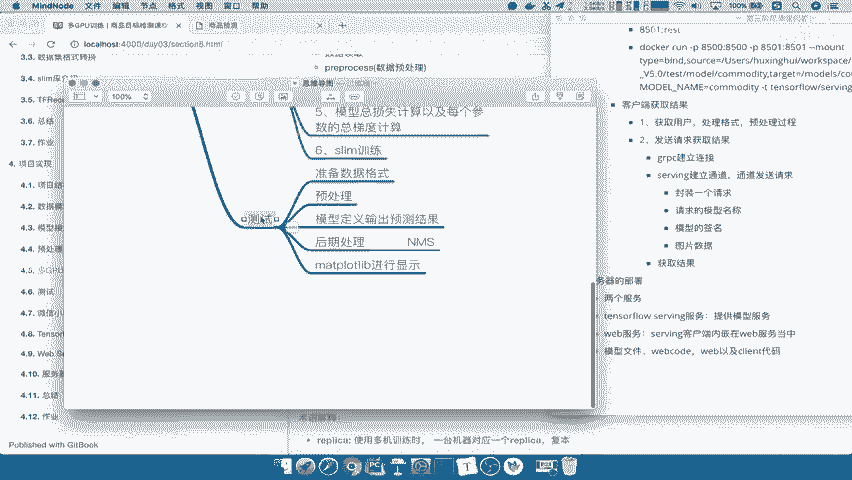 MindNode 文件 编辑 节点 格式 视图 窗口 帮助
100%
多GPU训练 | 商品目标检测课
商品检测
localhost:4000/day03/section5.html
3.3. 数据集格式转换
3.4. slim库介
3.6. 总结
3.7. 作业
4. 项目实现
4.1. 项目结
4.2. 数据模
4.3. 模型接
4.4. 预处理
4.5. 多GPU
4.6. 测试
4.7. 微信小
4.8. Tensor
4.9. Web Se
4.10. 服务器
4.11. 总结
4.12. 作业
Published with GitBook
preprocess(数据预处理)
思维导图
100%
5、模型总损失计算以及每个参
数的总梯度计算
6、slim训练
准备数据格式
预处理
测试
模型定义输出预测结果
后期处理 NMS
matplotlib进行显示
replica: 使用多机训练时， 一台机器对应一个replica，复本
8501:rest
docker run -p 8500:8500 -p 8501:8501 --mount
type=bind,source=/Users/huxinghui/workspace/
_V5.0/test/model/commodity,target=/models/co
MODEL_NAME=commodity -t tensorflow/serving
客户端获取结果
1、获取用户，处理格式，预处理过程
2、发送请求获取结果
grpc建立连接
serving建立通道，通道发送请求
封装一个请求
请求的模型名称
模型的签名
图片数据
获取结果
务器的部署
两个服务
tensorflow serving服务：提供模型服务
web服务：serving客户端内嵌在web服务当中
模型文件、webcode，web以及client代码